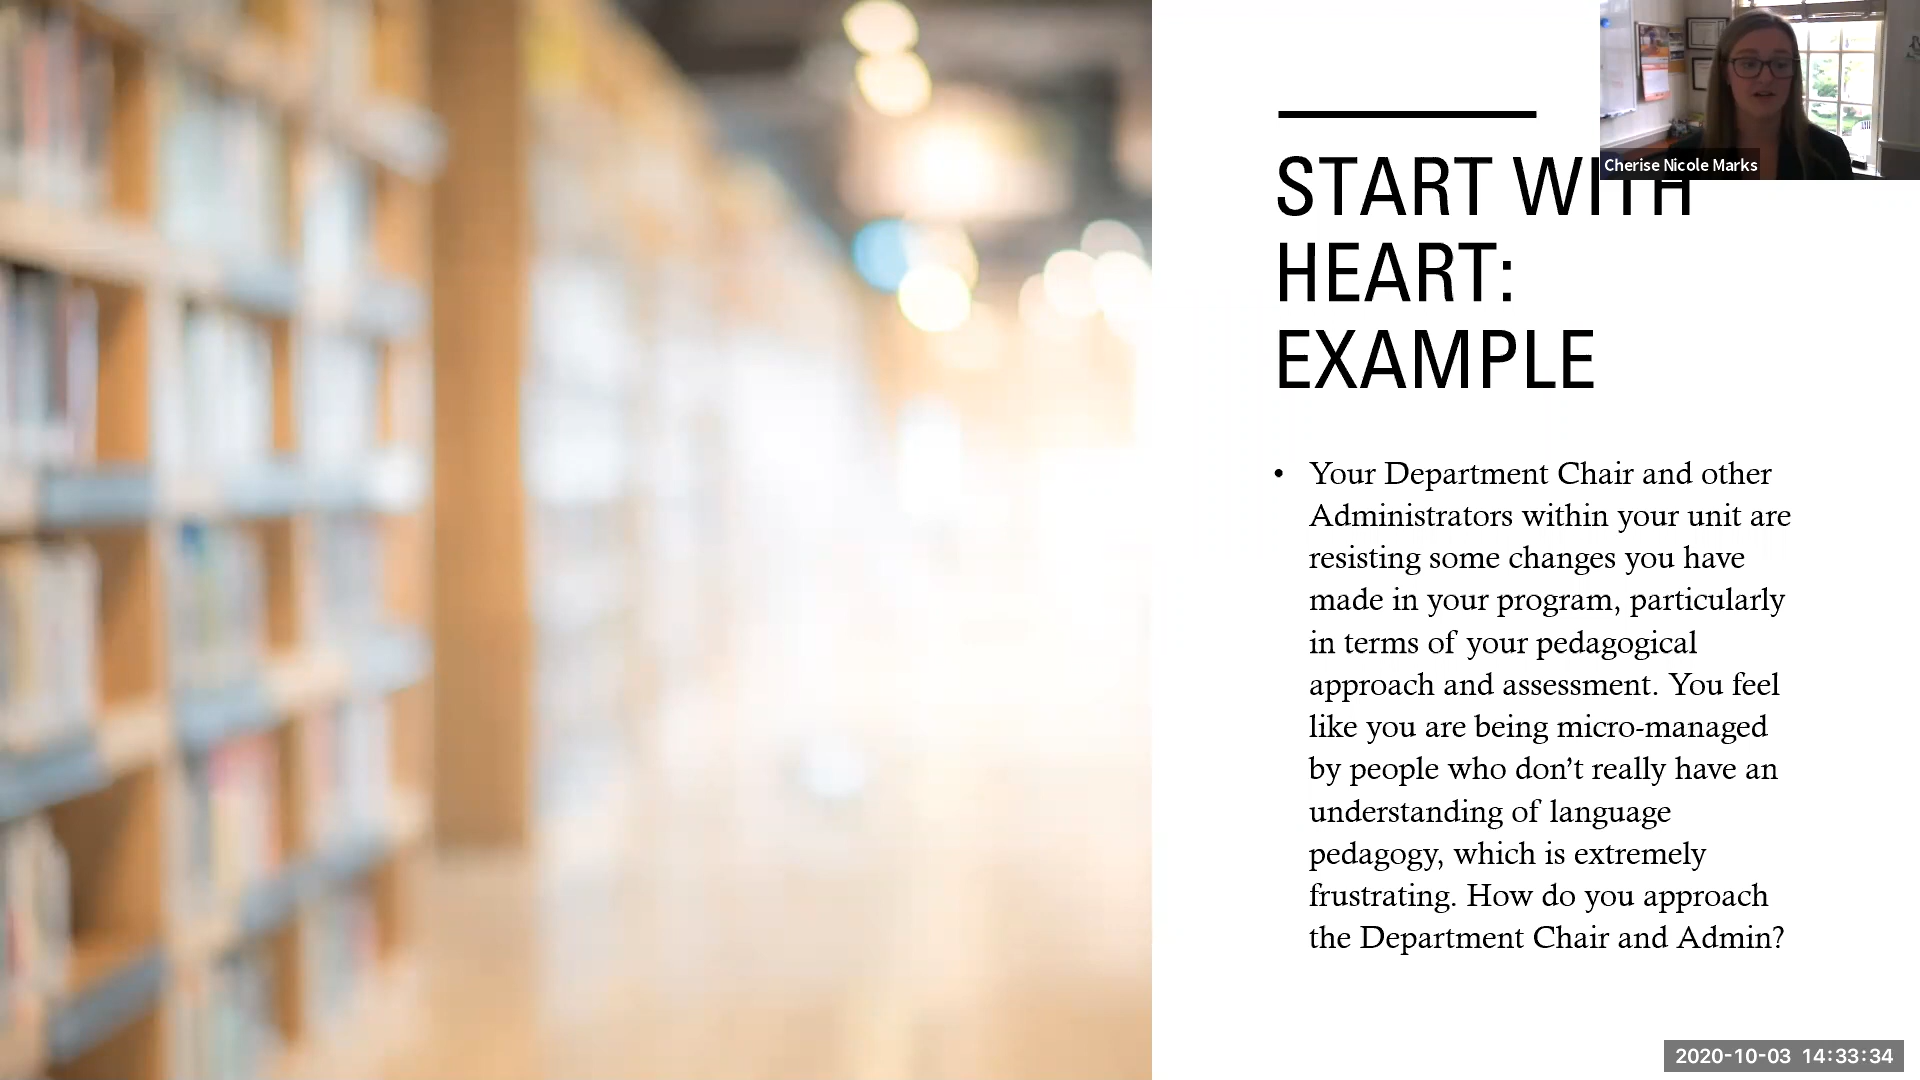 Cherise Nicole Marks
START WITH
HEART:
EXAMPLE
• Your Department Chair and other
Administrators within your unit are
resisting some changes you have
made in your program, particularly
in terms of your pedagogical
approach and assessment. You feel
like you are being micro-managed
by people who don’t really have an
understanding of language
pedagogy, which is extremely
frustrating. How do you approach
the Department Chair and Admin?
2020-10-03 14:33:34